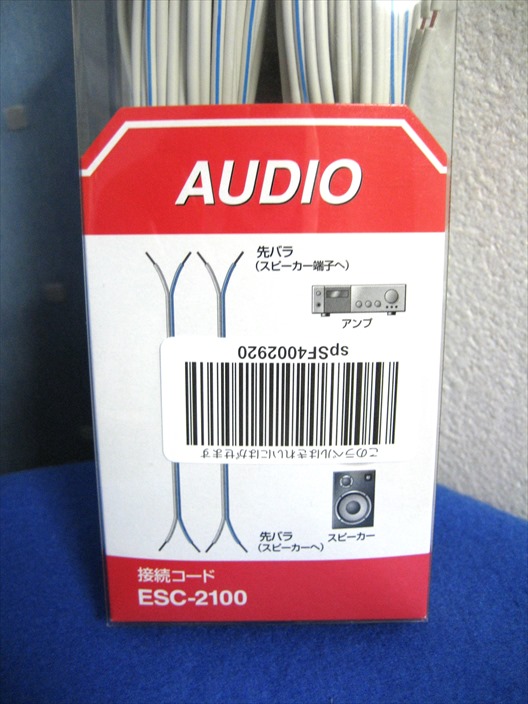 AUDIO
先バラ
(スピーカー端子へ)
アンプ
spSF4002920
このラベルはきれいにはがせます
先バラ
(スピーカーへ)
スピーカー
接続コード
ESC-2100